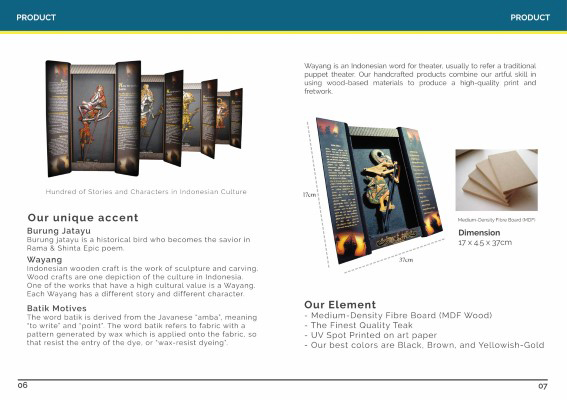 PRODUCT
PRODUCT
Hundred of Stories and Characters in Indonesian Culture
Our unique accent
Burung Jatayu
Burung jatayu is a historical bird who becomes the savior in
Rama & Shinta Epic poem.
Wayang
Indonesian wooden craft is the work of sculpture and carving.
Wood crafts are one depiction of the culture in Indonesia.
One of the works that have a high cultural value is a Wayang.
Each Wayang has a different story and different character.
Batik Motives
The word batik is derived from the Javanese "amba", meaning
"to write" and "point". The word batik refers to fabric with a
pattern generated by wax which is applied onto the fabric, so
that resist the entry of the dye, or "wax-resist dyeing".
06
Wayang is an Indonesian word for theater, usually to refer a traditional
puppet theater. Our handcrafted products combine our artful skill in
using wood-based materials to produce a high-quality print and
fretwork.
17cm
37cm
Medium-Density Fibre Board (MDF)
Dimension
17 x 4.5 x 37cm
Our Element
- Medium-Density Fibre Board (MDF Wood)
- The Finest Quality Teak
- UV Spot Printed on art paper
- Our best colors are Black, Brown, and Yellowish-Gold
07